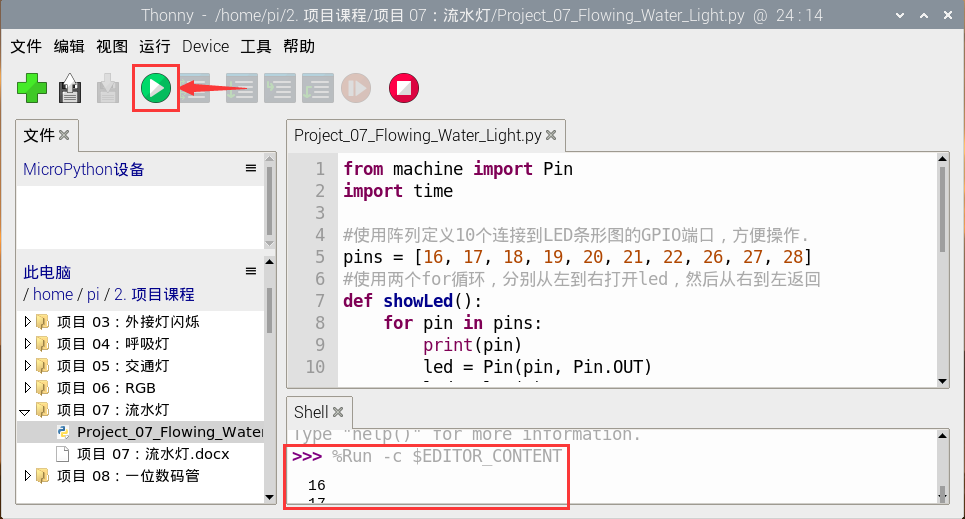 Thonny - /home/pi/2. 项目课程/项目 07：流水灯/Project_07_Flowing_Water_Light.py @ 24 : 14
文件 编辑 视图 运行 Device 工具 帮助
文件
MicroPython设备
此电脑
/ home / pi / 2. 项目课程
项目 03：外接灯闪烁
项目 04：呼吸灯
项目 05：交通灯
项目 06：RGB
项目 07：流水灯
Project_07_Flowing_Water
项目 07：流水灯.docx
项目 08：一位数码管
Project_07_Flowing_Water_Light.py
1 from machine import Pin
2 import time
3
4 #使用阵列定义10个连接到LED条形图的GPIO端口，方便操作.
5 pins = [16, 17, 18, 19, 20, 21, 22, 26, 27, 28]
6 #使用两个for循环，分别从左到右打开led，然后从右到左返回
7 def showLed():
8 for pin in pins:
9 print(pin)
10 led = Pin(pin, Pin.OUT)
Shell
Type "help()" for more information.
>>> %Run -c $EDITOR_CONTENT
16
17